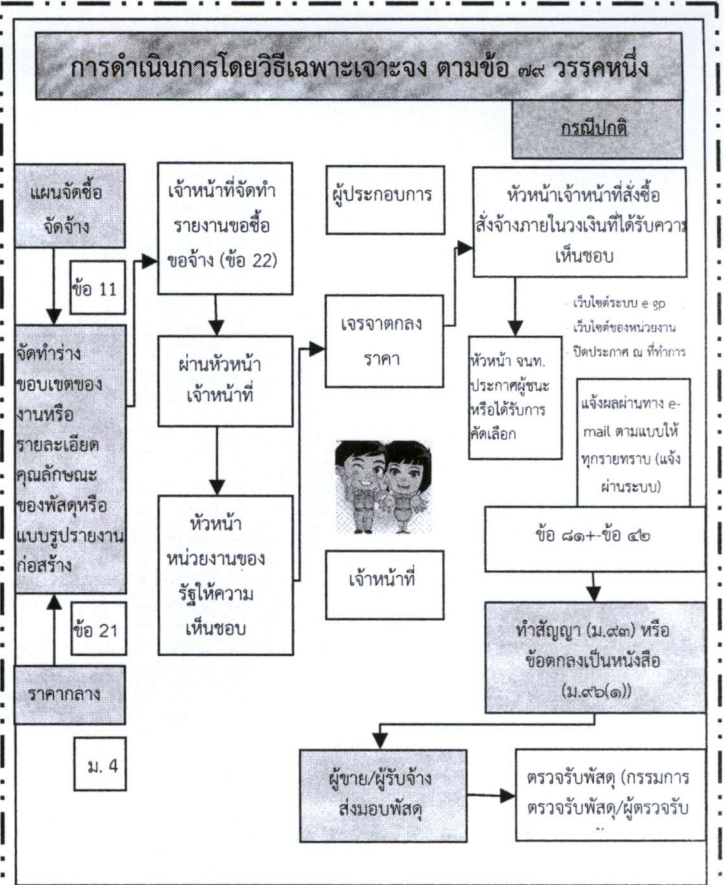 การดำเนินการโดยวิธีเฉพาะเจาะจง ตามข้อ ๗๙ วรรคหนึ่ง
กรณีปกติ
แผนจัดซื้อ
จัดจ้าง
ข้อ 11
จัดทำร่าง
ขอบเขตของ
งานหรือ
รายละเอียด
คุณลักษณะ
ของพัสดุหรือ
แบบรูปรายงาน
ก่อสร้าง
ข้อ 21
ราคากลาง
ม. 4
เจ้าหน้าที่จัดทำ
รายงานขอซื้อ
ขอจ้าง (ข้อ 22)
ผ่านหัวหน้า
เจ้าหน้าที่
หัวหน้า
หน่วยงานของ
รัฐให้ความ
เห็นชอบ
ผู้ประกอบการ
เจรจาตกลง
ราคา
เจ้าหน้าที่
หัวหน้าเจ้าหน้าที่สั่งซื้อ
สั่งจ้างภายในวงเงินที่ได้รับความ
เห็นชอบ
- เว็บไซต์ระบบ e gp
- เว็บไซต์ของหน่วยงาน
- ปิดประกาศ ณ ที่ทำการ
หัวหน้า จนท.
ประกาศผู้ชนะ
หรือได้รับการ
คัดเลือก
แจ้งผลผ่านทาง e-
mail ตามแบบให้
ทุกรายทราบ (แจ้ง
ผ่านระบบ)
ข้อ ๘๑+-ข้อ ๔๒
ทำสัญญา (ม.๙๓) หรือ
ข้อตกลงเป็นหนังสือ
(ม.๙๖(๑))
ผู้ขาย/ผู้รับจ้าง
ส่งมอบพัสดุ
ตรวจรับพัสดุ (กรรมการ
ตรวจรับพัสดุ/ผู้ตรวจรับ